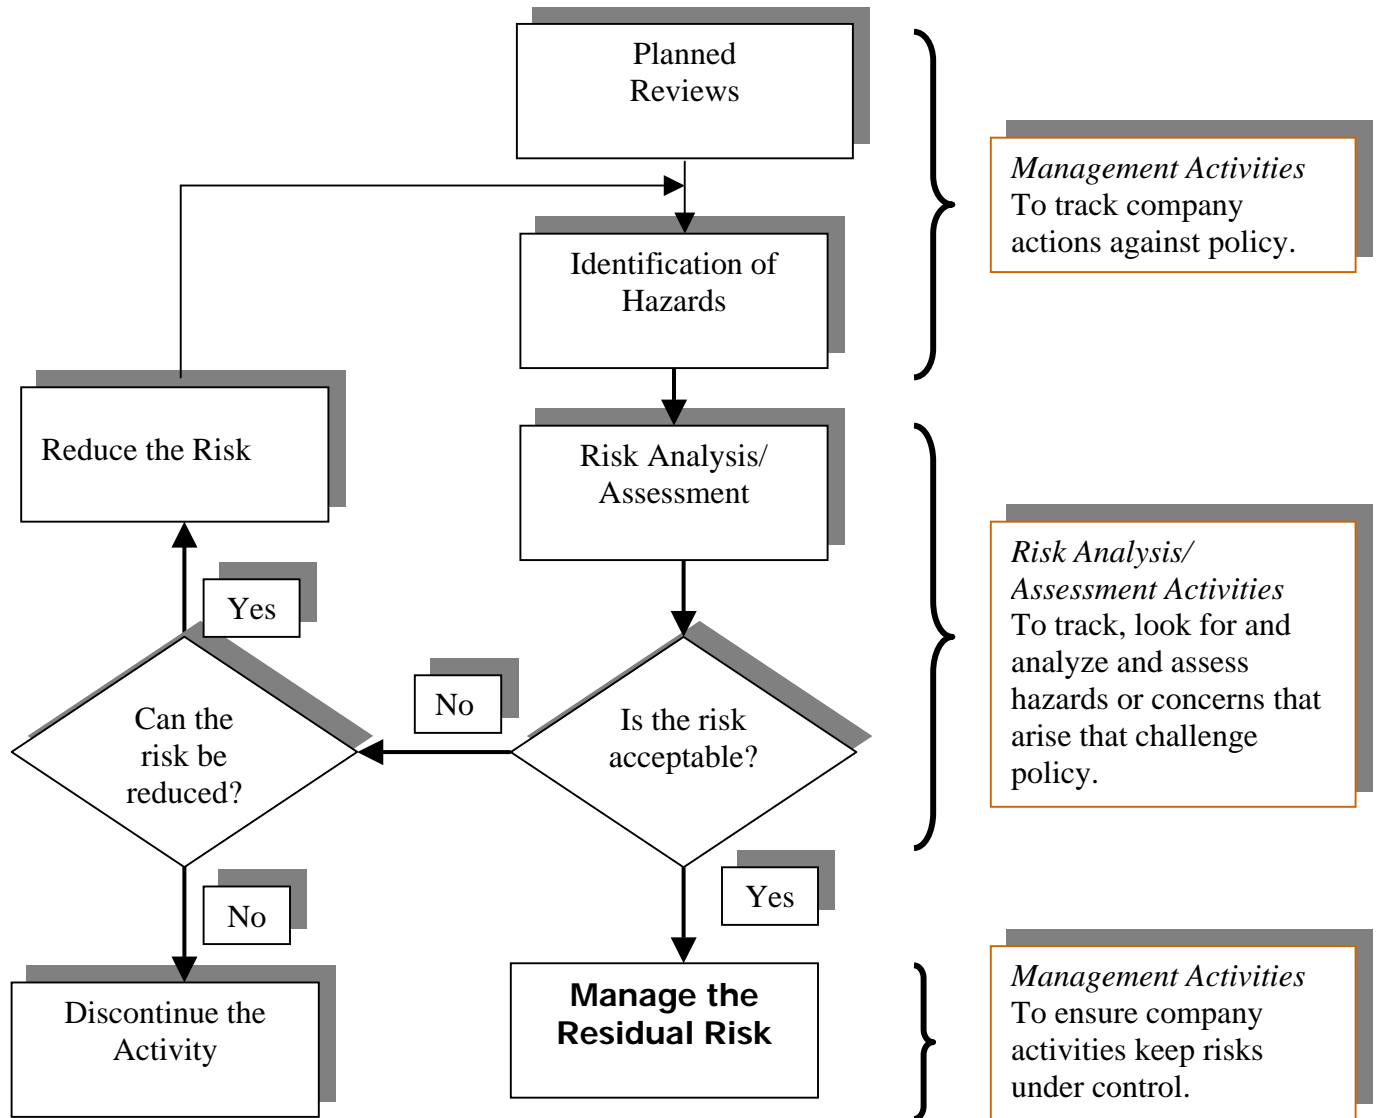 Planned
Reviews
Management Activities
To track company
actions against policy.
Identification of
Hazards
Reduce the Risk
Risk Analysis/
Assessment
Risk Analysis/
Assessment Activities
To track, look for and
analyze and assess
hazards or concerns that
arise that challenge
policy.
Yes
No
Can the
risk be
reduced?
Is the risk
acceptable?
Yes
No
Discontinue the
Activity
Manage the
Residual Risk
Management Activities
To ensure company
activities keep risks
under control.